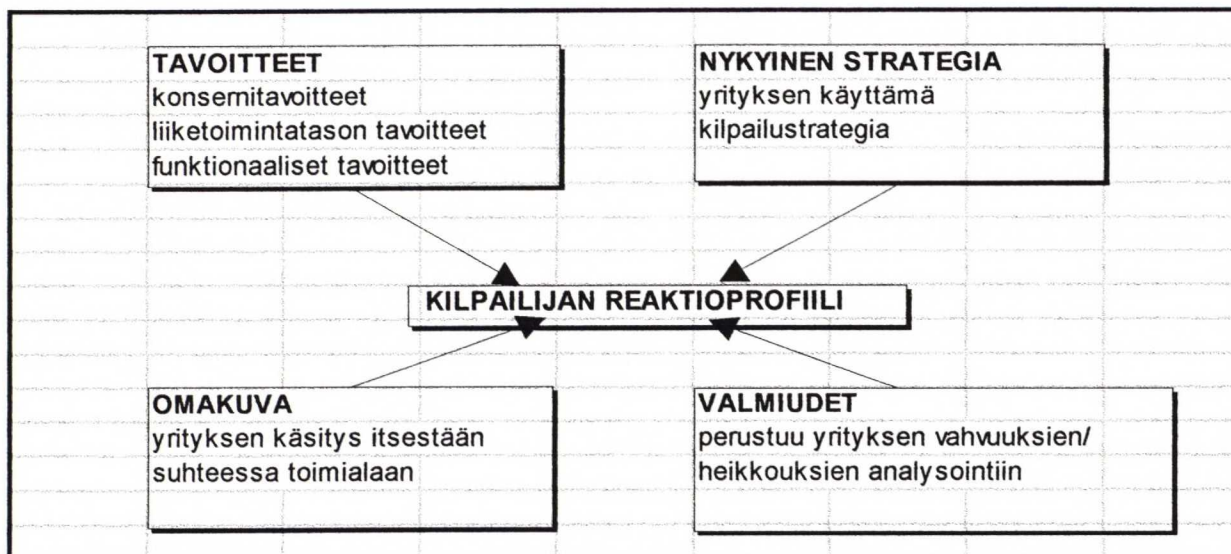 TAVOITTEET
konsernitavoitteet
liiketoimintatason tavoitteet
funktionaaliset tavoitteet
NYKYINEN STRATEGIA
yrityksen käyttämä
kilpailustrategia
KILPAILIJAN REAKTIOPROFIILI
OMAKUVA
yrityksen käsitys itsestään
suhteessa toimialaan
VALMIUDET
perustuu yrityksen vahvuuksien/
heikkouksien analysointiin